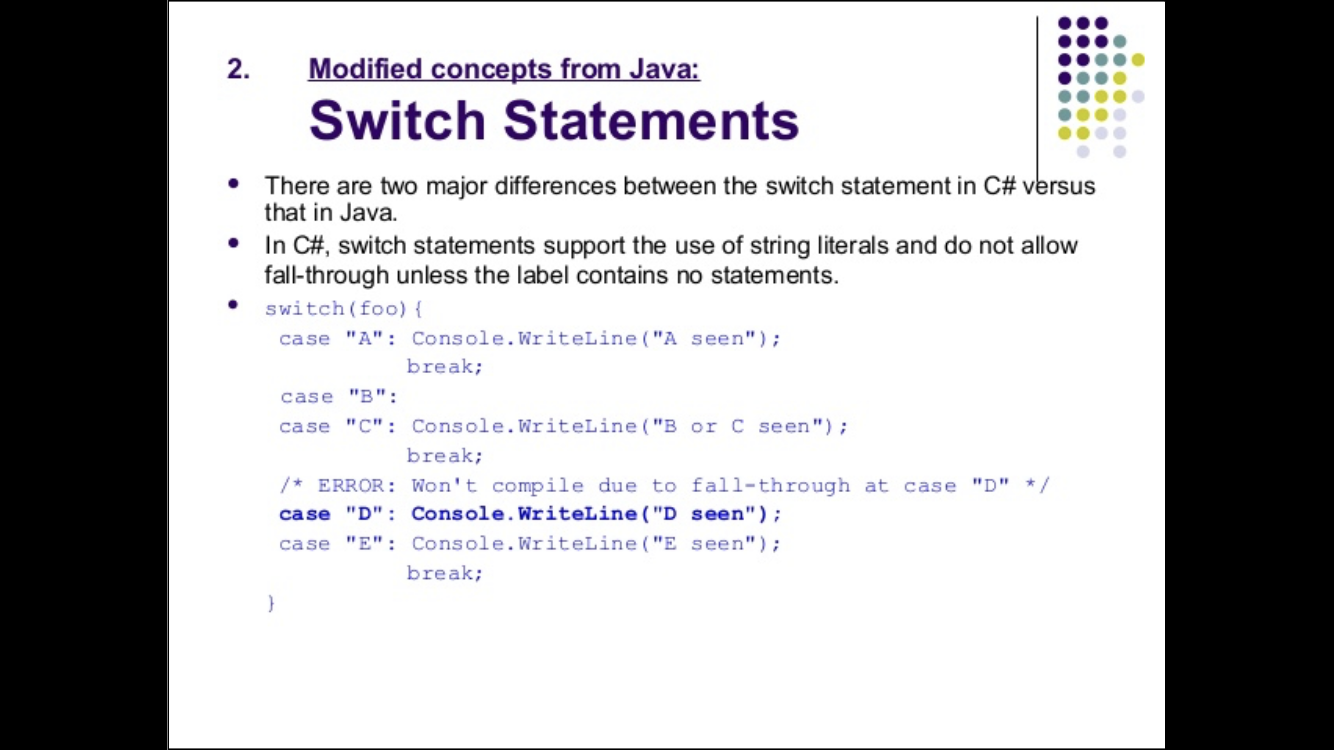 2. Modified concepts from Java:
Switch Statements
• There are two major differences between the switch statement in C# versus
that in Java.
• In C#, switch statements support the use of string literals and do not allow
fall-through unless the label contains no statements.
• switch(foo){
case "A": Console.WriteLine("A seen");
break;
case "B":
case "C": Console.WriteLine("B or C seen");
break;
/* ERROR: Won't compile due to fall-through at case "D" */
case "D": Console.WriteLine("D seen");
case "E": Console.WriteLine("E seen");
break;
}